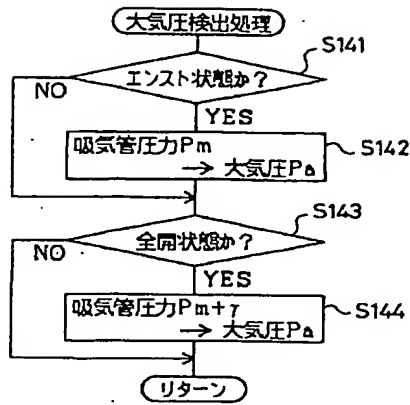 大気圧検出処理
S141
エンスト状態か?
NO
YES
吸気管圧力Pm
→ 大気圧Pa
S142
S143
全開状態か?
NO
YES
吸気管圧力Pm+γ
→ 大気圧Pa
S144
リターン